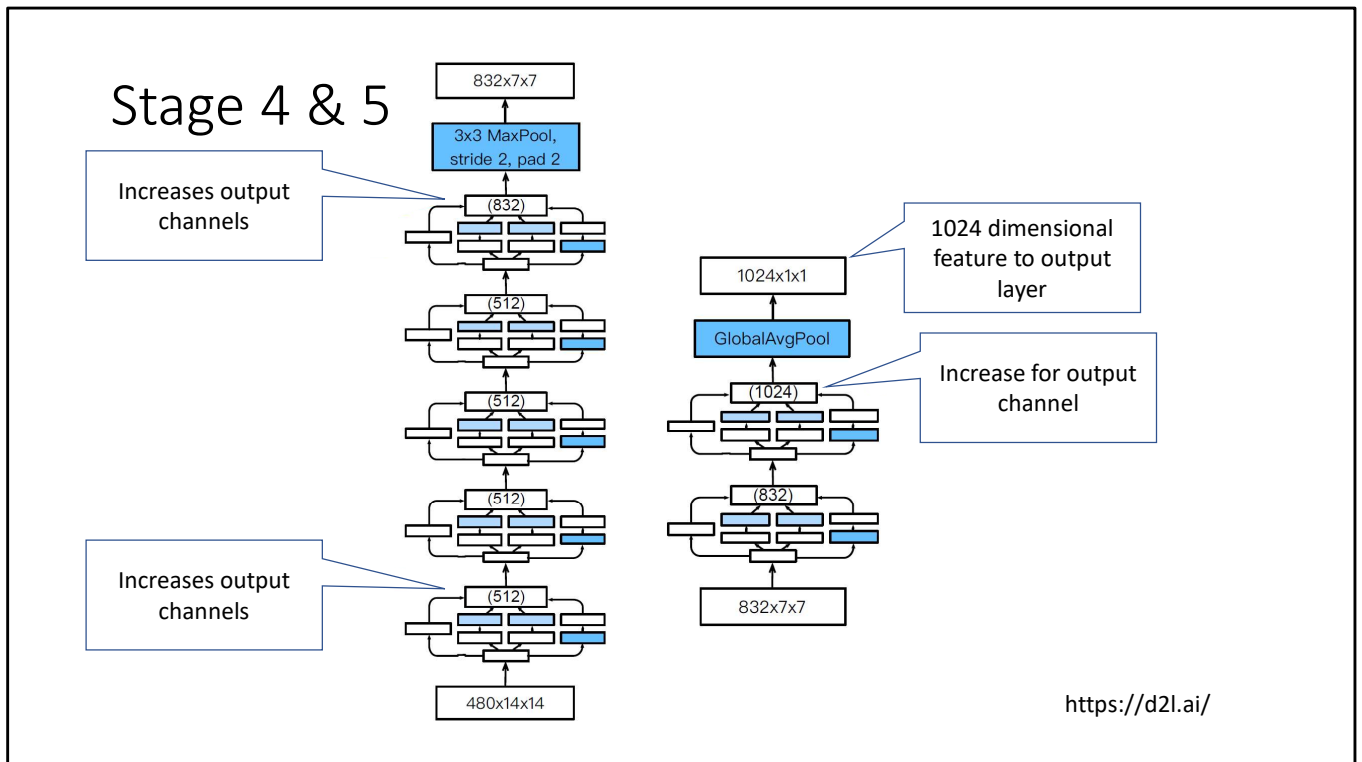 Stage 4 & 5
832x7x7
3x3 MaxPool,
stride 2, pad 2
Increases output
channels
(832)
(512)
(512)
(512)
Increases output
channels
(512)
480x14x14
1024 dimensional
feature to output
layer
1024x1x1
GlobalAvgPool
Increase for output
channel
(1024)
(832)
832x7x7
https://d2l.ai/